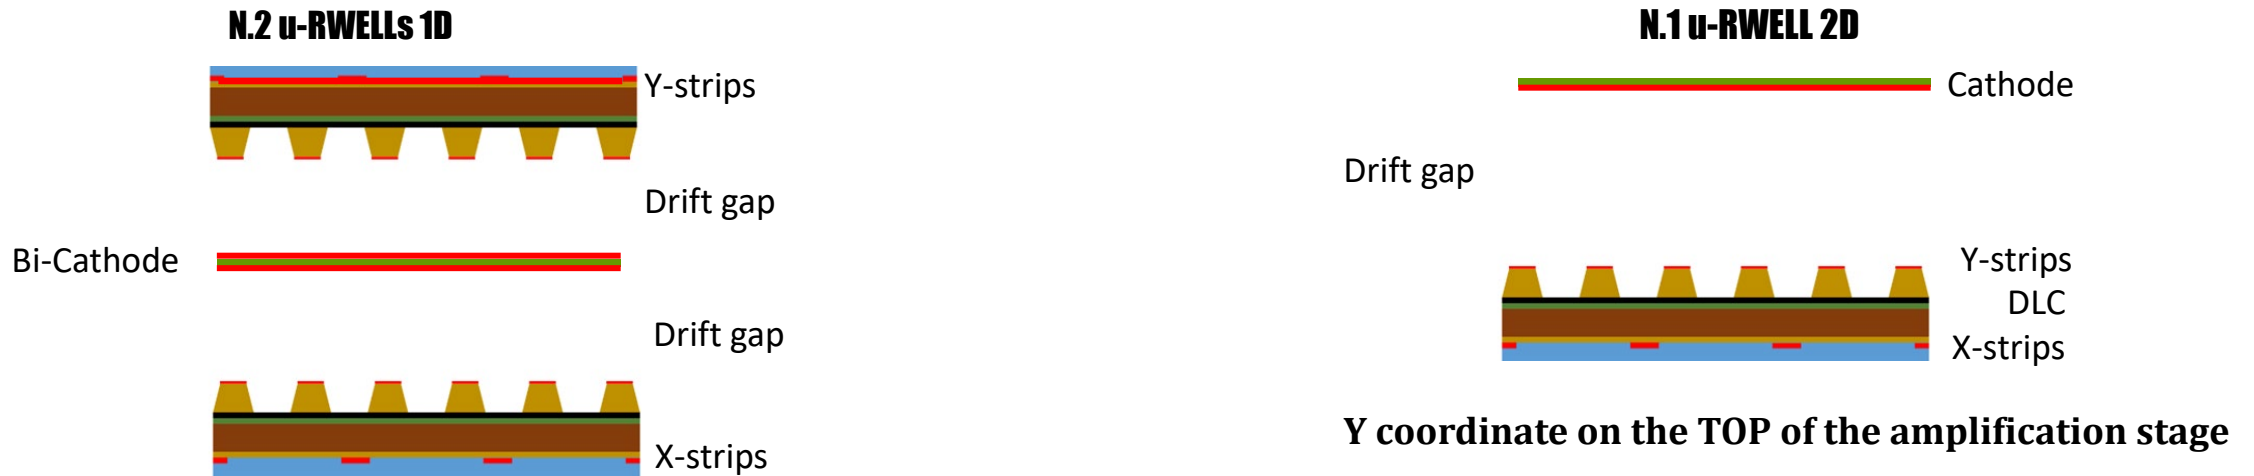 N.2 u-RWELLs 1D
Y-strips
Drift gap
Bi-Cathode
Drift gap
X-strips
N.1 u-RWELL 2D
Cathode
Drift gap
Y-strips
DLC
X-strips
Y coordinate on the TOP of the amplification stage